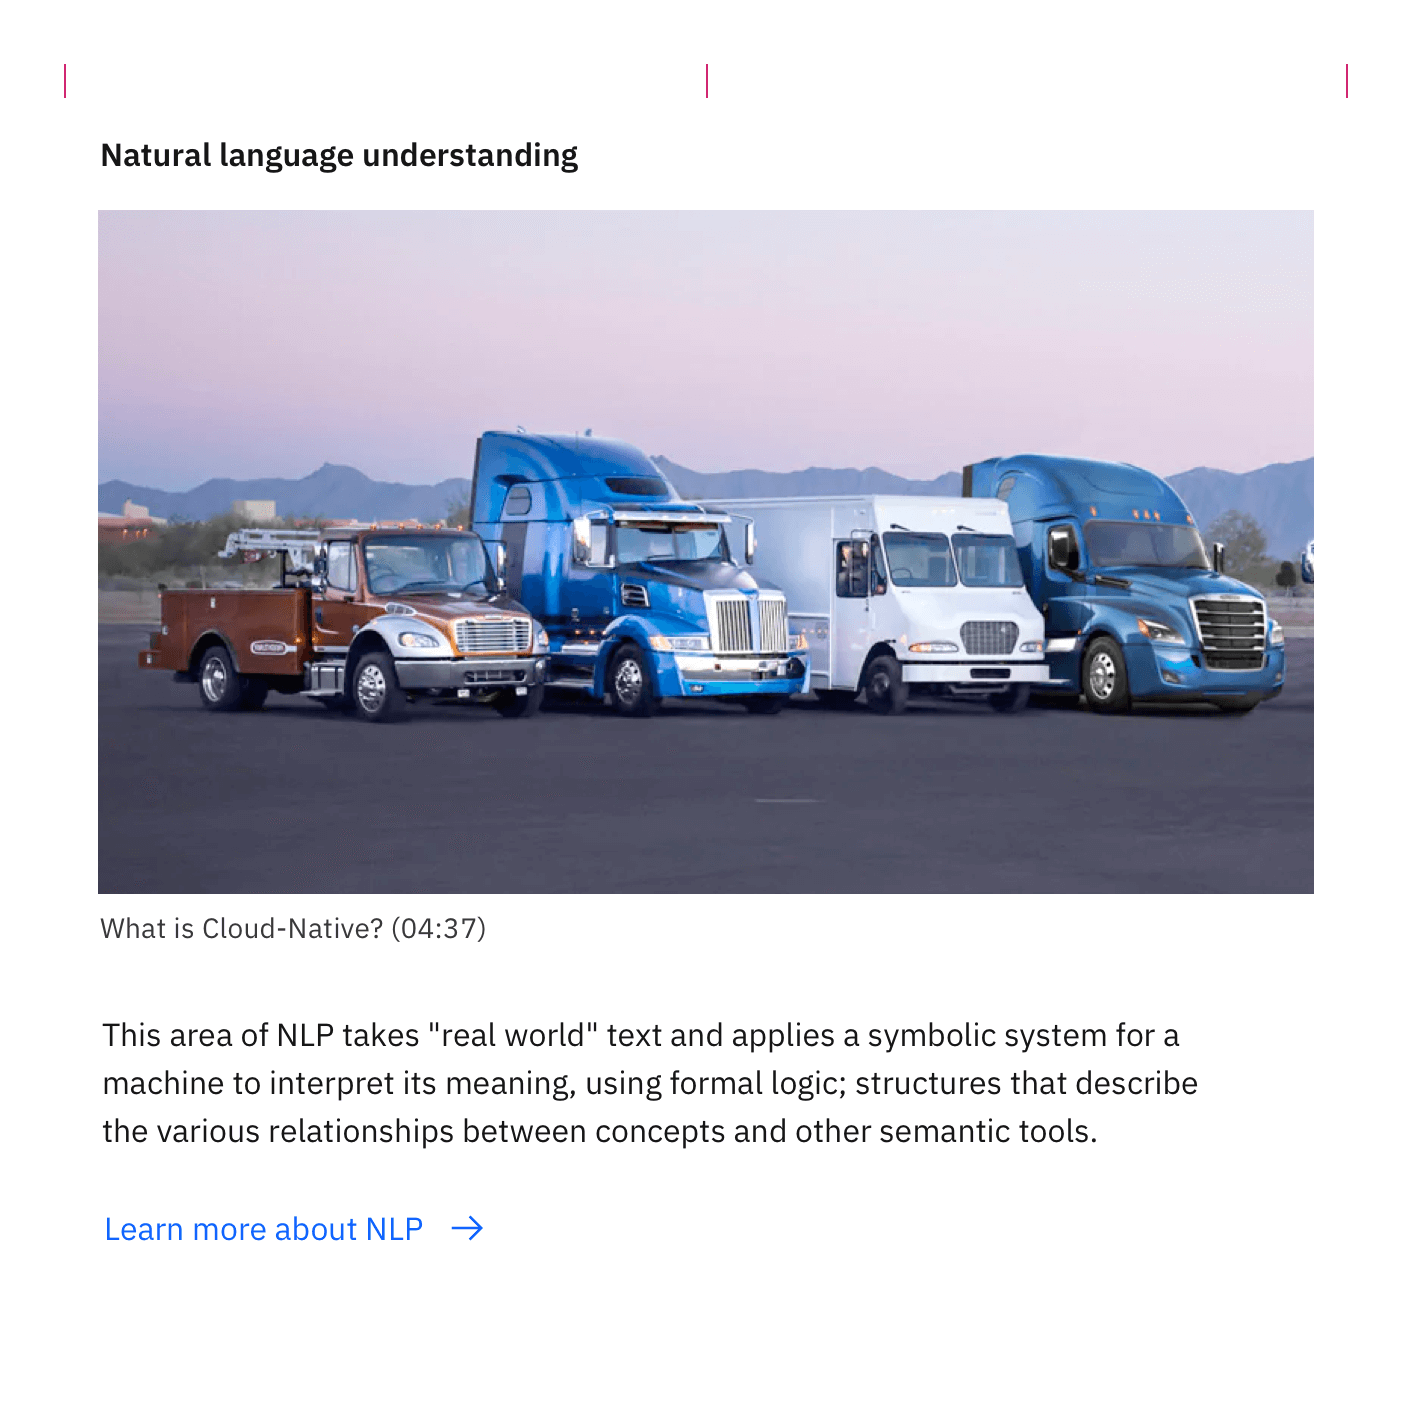 Natural language understanding
What is Cloud-Native? (04:37)
This area of NLP takes "real world" text and applies a symbolic system for a
machine to interpret its meaning, using formal logic; structures that describe
the various relationships between concepts and other semantic tools.
Learn more about NLP